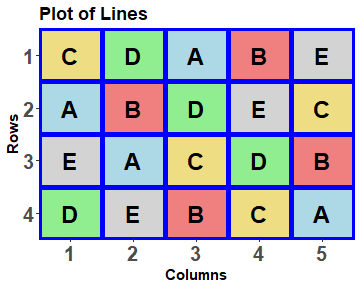 Plot of Lines
1 C D A B E
2 A B D E C
Rows
3 E A C D B
4 D E B C A
1 2 3 4 5
Columns